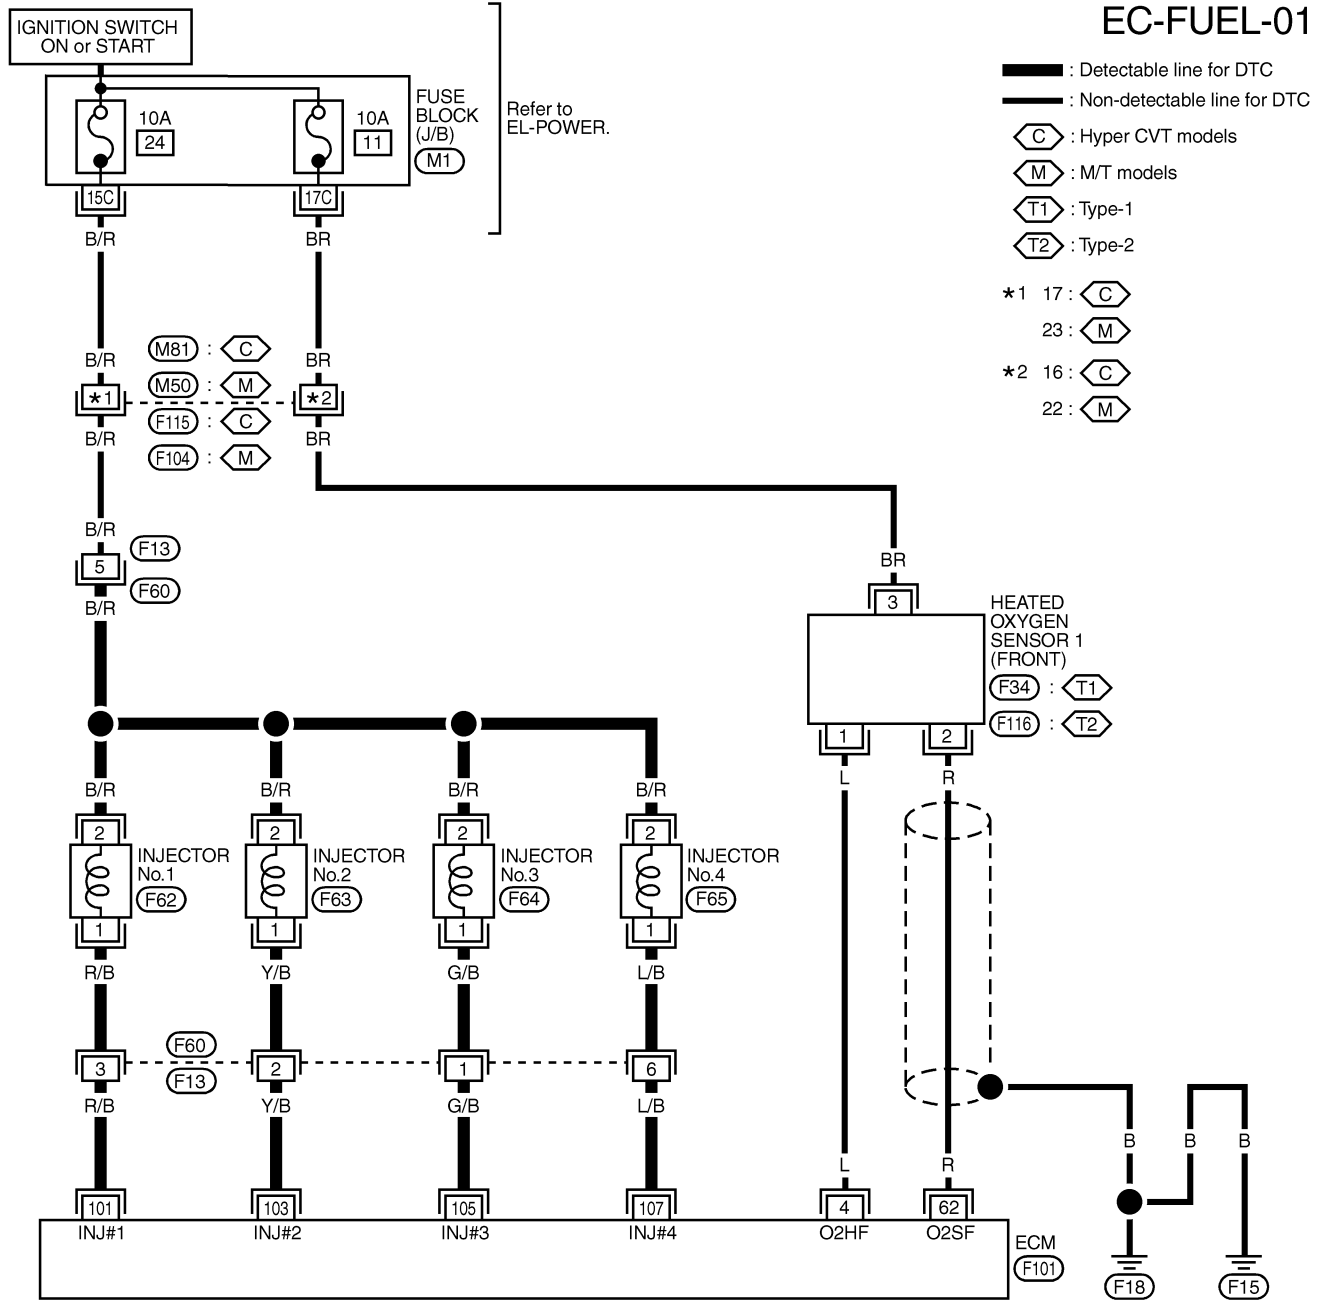 EC-FUEL-01
IGNITION SWITCH
ON or START
10A
24
10A
11
FUSE
BLOCK
(J/B)
M1
Refer to
EL-POWER.
: Detectable line for DTC
: Non-detectable line for DTC
C : Hyper CVT models
M : M/T models
T1 : Type-1
T2 : Type-2
*1 17 : C
23 : M
*2 16 : C
22 : M
15C
17C
B/R
BR
B/R
BR
M81 : C
M50 : M
F115 : C
F104 : M
*1
*2
B/R
BR
B/R
5
F13
F60
B/R
BR
3
HEATED
OXYGEN
SENSOR 1
(FRONT)
F34 : T1
F116 : T2
1
2
L
R
B/R
B/R
B/R
B/R
2
2
2
2
INJECTOR
No.1
F62
INJECTOR
No.2
F63
INJECTOR
No.3
F64
INJECTOR
No.4
F65
1
1
1
1
R/B
Y/B
G/B
L/B
F60
F13
3
2
1
6
R/B
Y/B
G/B
L/B
L
R
B
B
B
101
103
105
107
4
62
INJ#1
INJ#2
INJ#3
INJ#4
O2HF
O2SF
ECM
F101
F18
F15